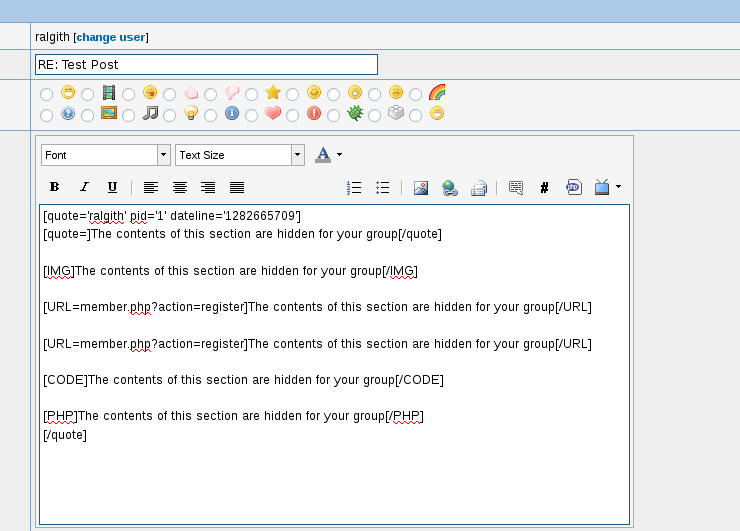 ralgith [change user]
RE: Test Post
Font
Text Size
A
B I U # php
[quote='ralgith' pid='1' dateline='1282665709']
[quote=]The contents of this section are hidden for your group[/quote]
[IMG]The contents of this section are hidden for your group[/IMG]
[URL=member.php?action=register]The contents of this section are hidden for your group[/URL]
[URL=member.php?action=register]The contents of this section are hidden for your group[/URL]
[CODE]The contents of this section are hidden for your group[/CODE]
[PHP]The contents of this section are hidden for your group[/PHP]
[/quote]